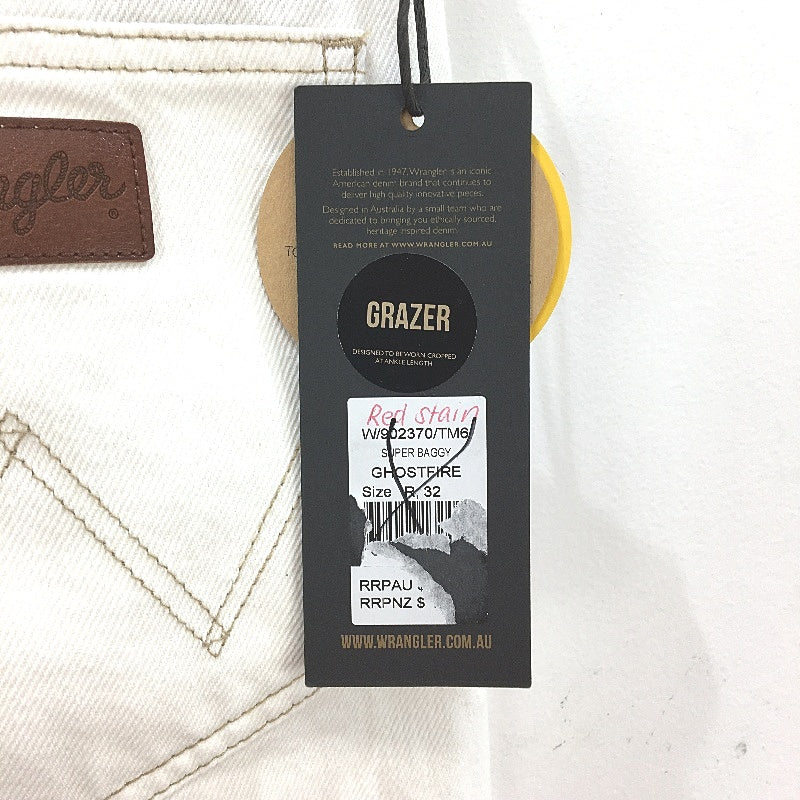 ngler
®
TO
Established in 1947, Wrangler is an iconic
American denim brand that continues to
deliver high quality innovative pieces.
Designed in Australia by a small team who are
dedicated to bringing you ethically sourced,
heritage inspired denim
READ MORE AT WWW.WRANGLER.COM.AU
GRAZER
DESIGNED TO BE WORN CROPPED
AT ANKLE LENGTH
Red stain
W/902370/TM6
SUPER BAGGY
GHOSTFIRE
Size R, 32
RRPAU
RRPNZ $
WWW.WRANGLER.COM.AU